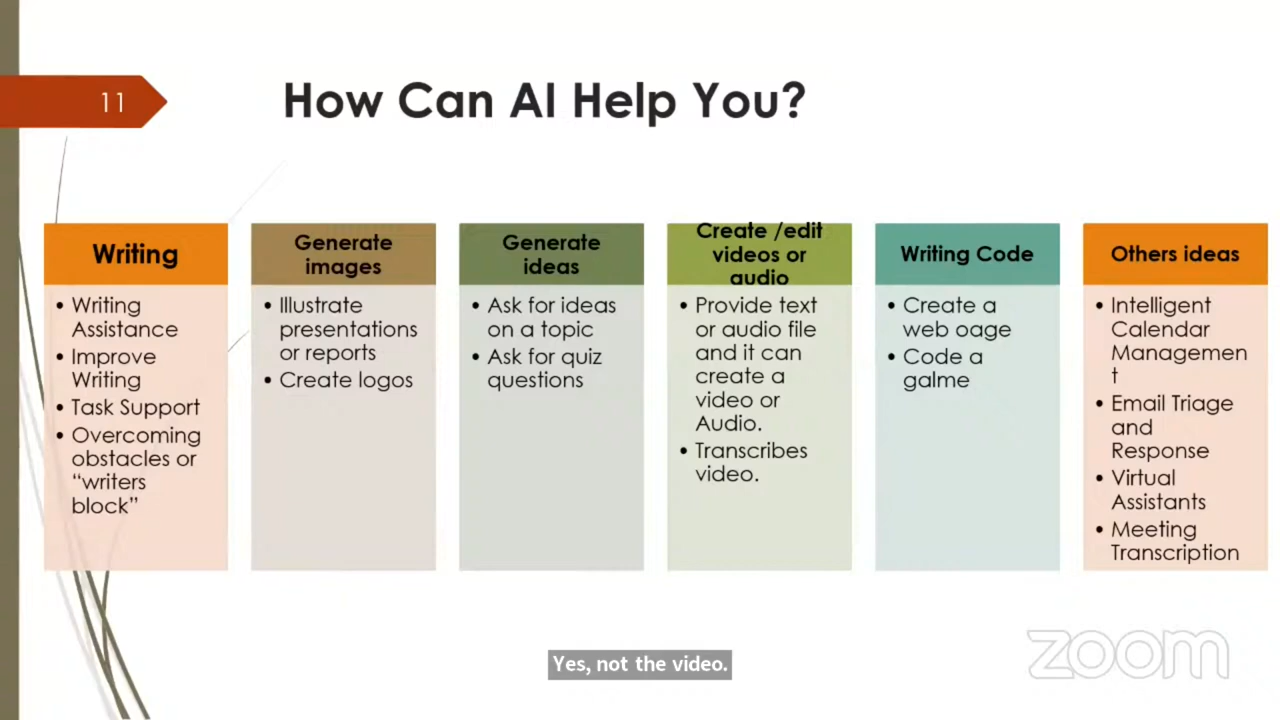 11
How Can AI Help You?
Writing
• Writing
Assistance
• Improve
Writing
• Task Support
• Overcoming
obstacles or
“writers
block”
Generate
images
• Illustrate
presentations
or reports
• Create logos
Generate
ideas
• Ask for ideas
on a topic
• Ask for quiz
questions
Create /edit
videos or
audio
• Provide text
or audio file
and it can
create a
video or
Audio.
• Transcribes
video.
Writing Code
• Create a
web oage
• Code a
galme
Others ideas
• Intelligent
Calendar
Managemen
t
• Email Triage
and
Response
• Virtual
Assistants
• Meeting
Transcription
Yes, not the video.
zoom